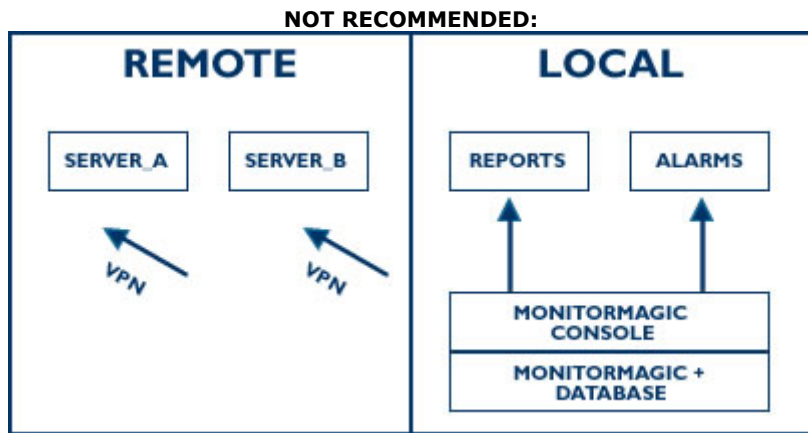 NOT RECOMMENDED:
REMOTE
SERVER_A
SERVER_B
VPN
VPN
LOCAL
REPORTS
ALARMS
MONITORMAGIC
CONSOLE
MONITORMAGIC +
DATABASE